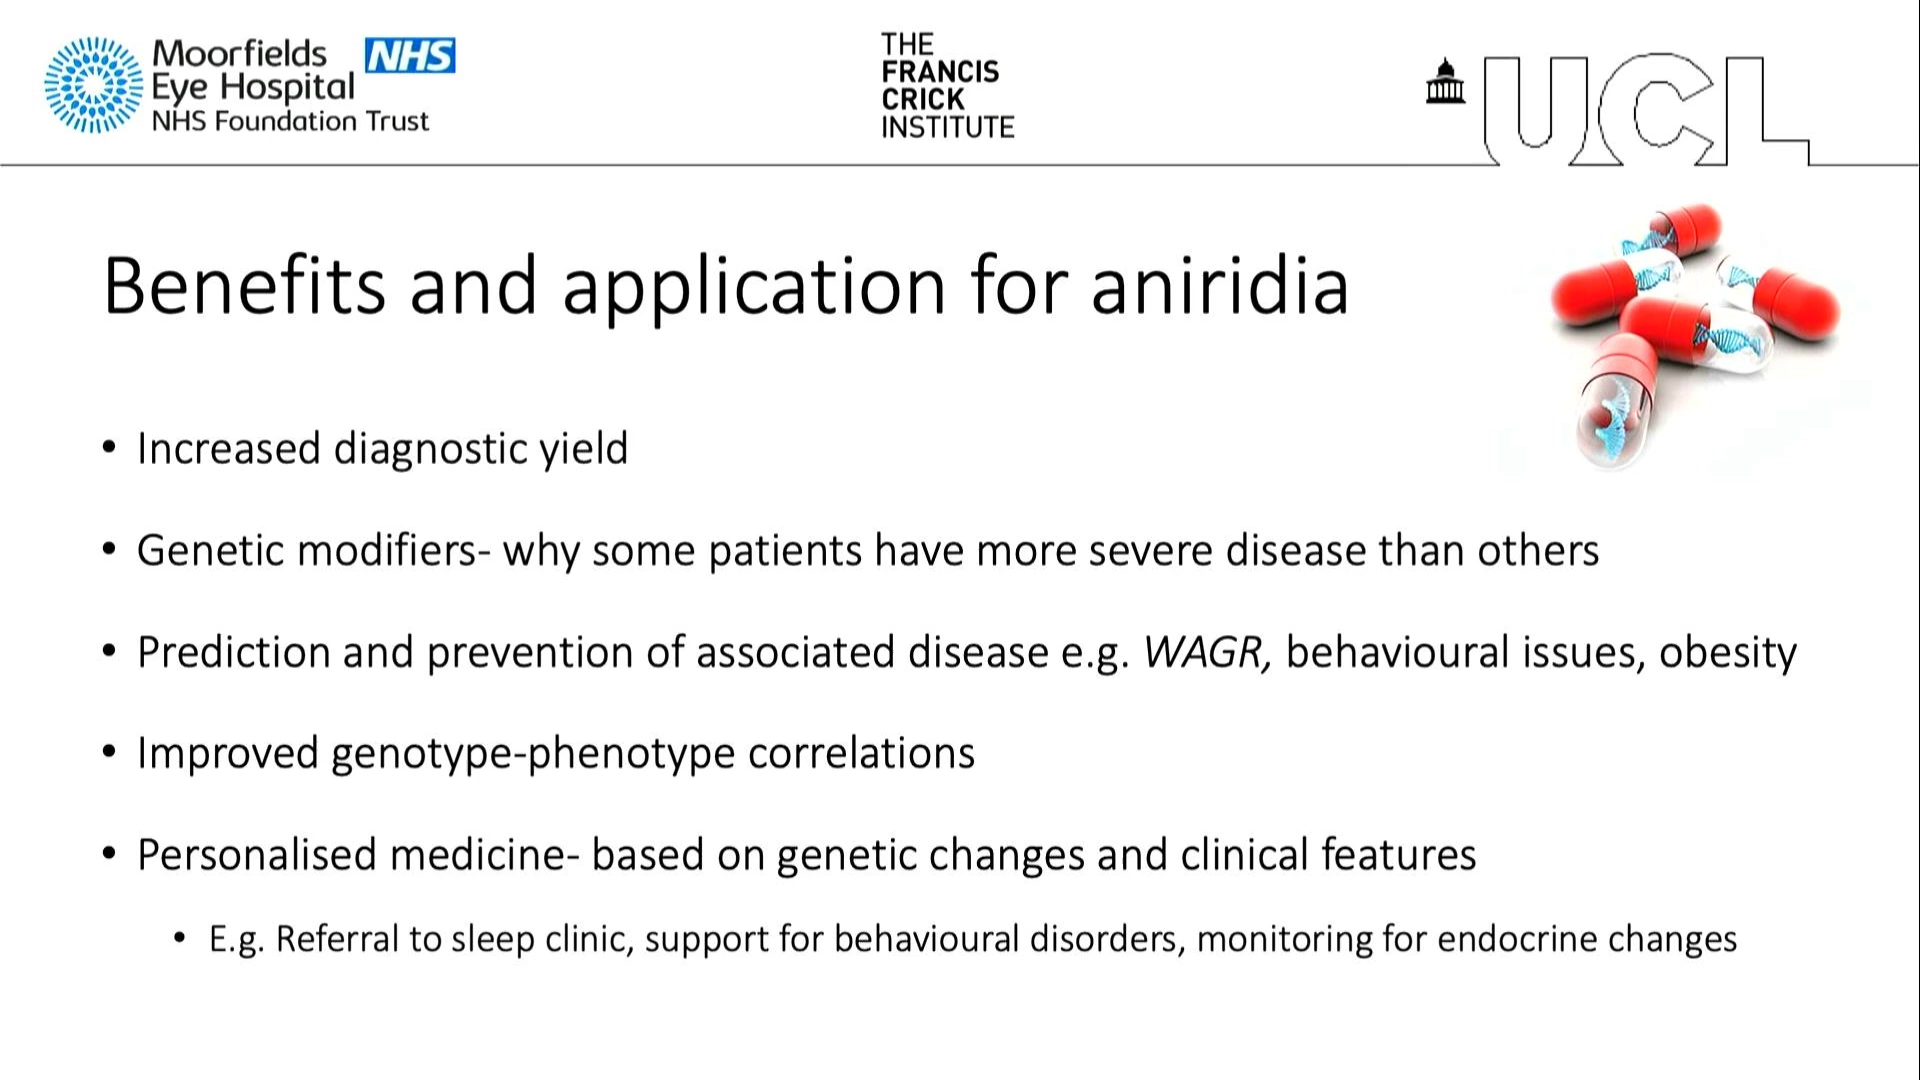 Moorfields
Eye Hospital
NHS Foundation Trust
NHS
THE
FRANCIS
CRICK
INSTITUTE
UCL
Benefits and application for aniridia
• Increased diagnostic yield
• Genetic modifiers- why some patients have more severe disease than others
• Prediction and prevention of associated disease e.g. WAGR, behavioural issues, obesity
• Improved genotype-phenotype correlations
• Personalised medicine- based on genetic changes and clinical features
• E.g. Referral to sleep clinic, support for behavioural disorders, monitoring for endocrine changes